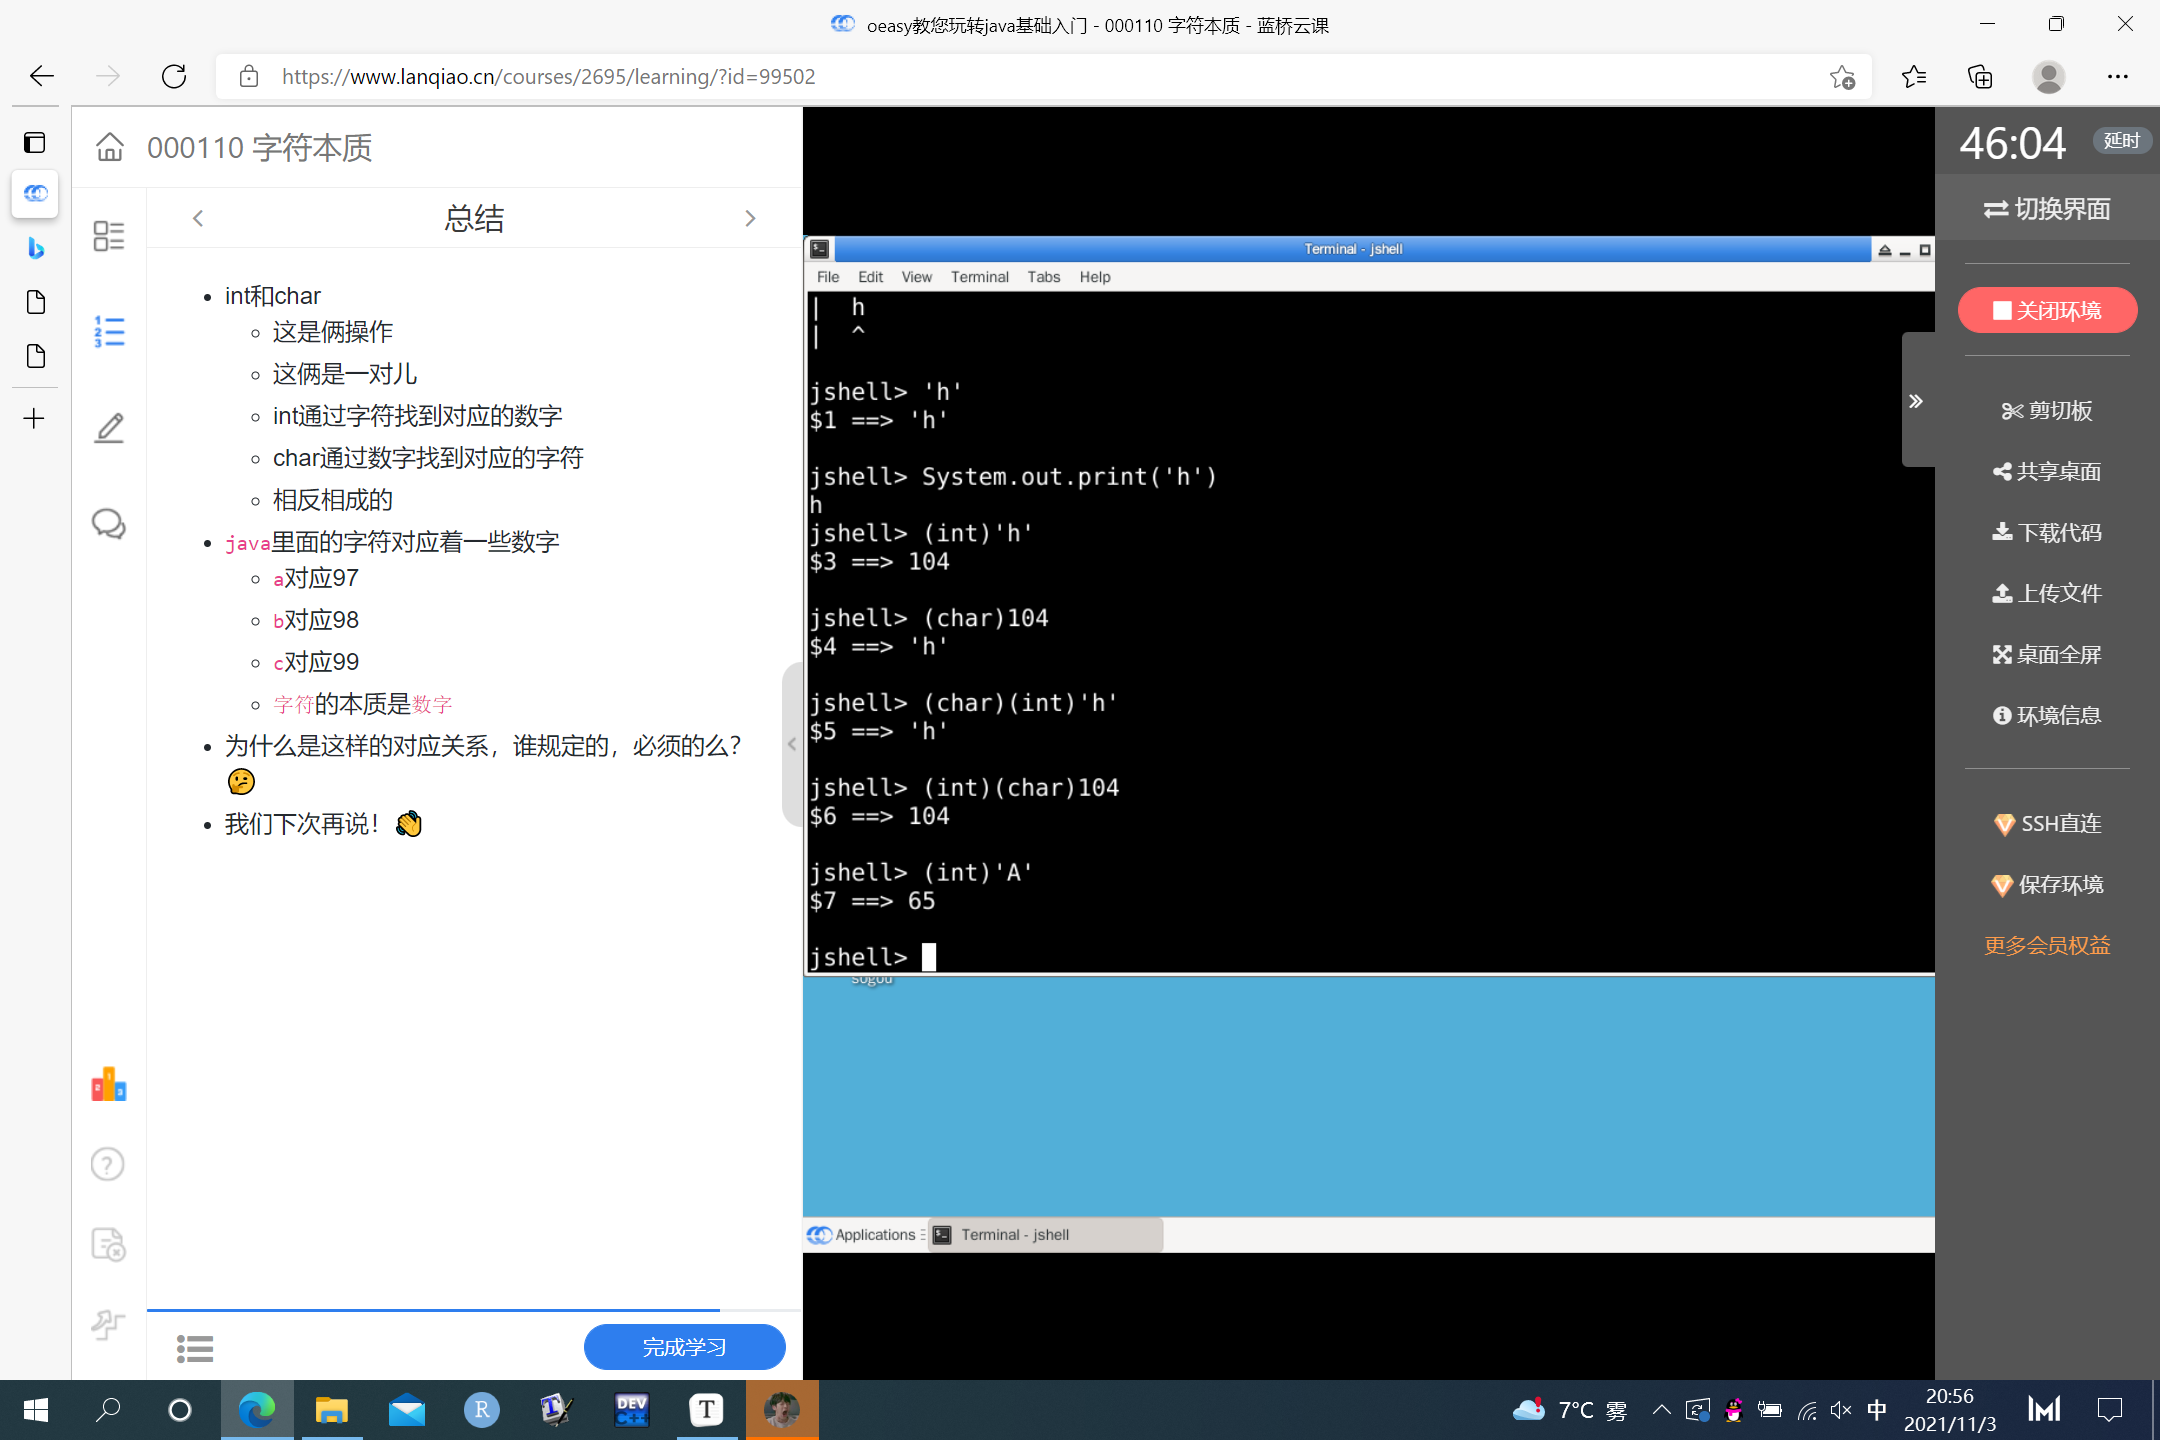 oeasy教您玩转java基础入门 - 000110 字符本质 - 蓝桥云课
https://www.lanqiao.cn/courses/2695/learning/?id=99502
000110 字符本质
总结
int和char
这是俩操作
这俩是一对儿
int通过字符找到对应的数字
char通过数字找到对应的字符
相反相成的
java里面的字符对应着一些数字
a对应97
b对应98
c对应99
字符的本质是数字
为什么是这样的对应关系，谁规定的，必须的么？
🤔
我们下次再说！👏
完成学习
Terminal - jshell
File Edit View Terminal Tabs Help
| h
| ^
jshell> 'h'
$1 ==> 'h'
jshell> System.out.print('h')
h
jshell> (int)'h'
$3 ==> 104
jshell> (char)104
$4 ==> 'h'
jshell> (char)(int)'h'
$5 ==> 'h'
jshell> (int)(char)104
$6 ==> 104
jshell> (int)'A'
$7 ==> 65
jshell>
sogou
Applications
Terminal - jshell
46:04 延时
切换界面
关闭环境
剪切板
共享桌面
下载代码
上传文件
桌面全屏
环境信息
SSH直连
保存环境
更多会员权益
R
DEV C++
T
7°C 雾
中
20:56
2021/11/3